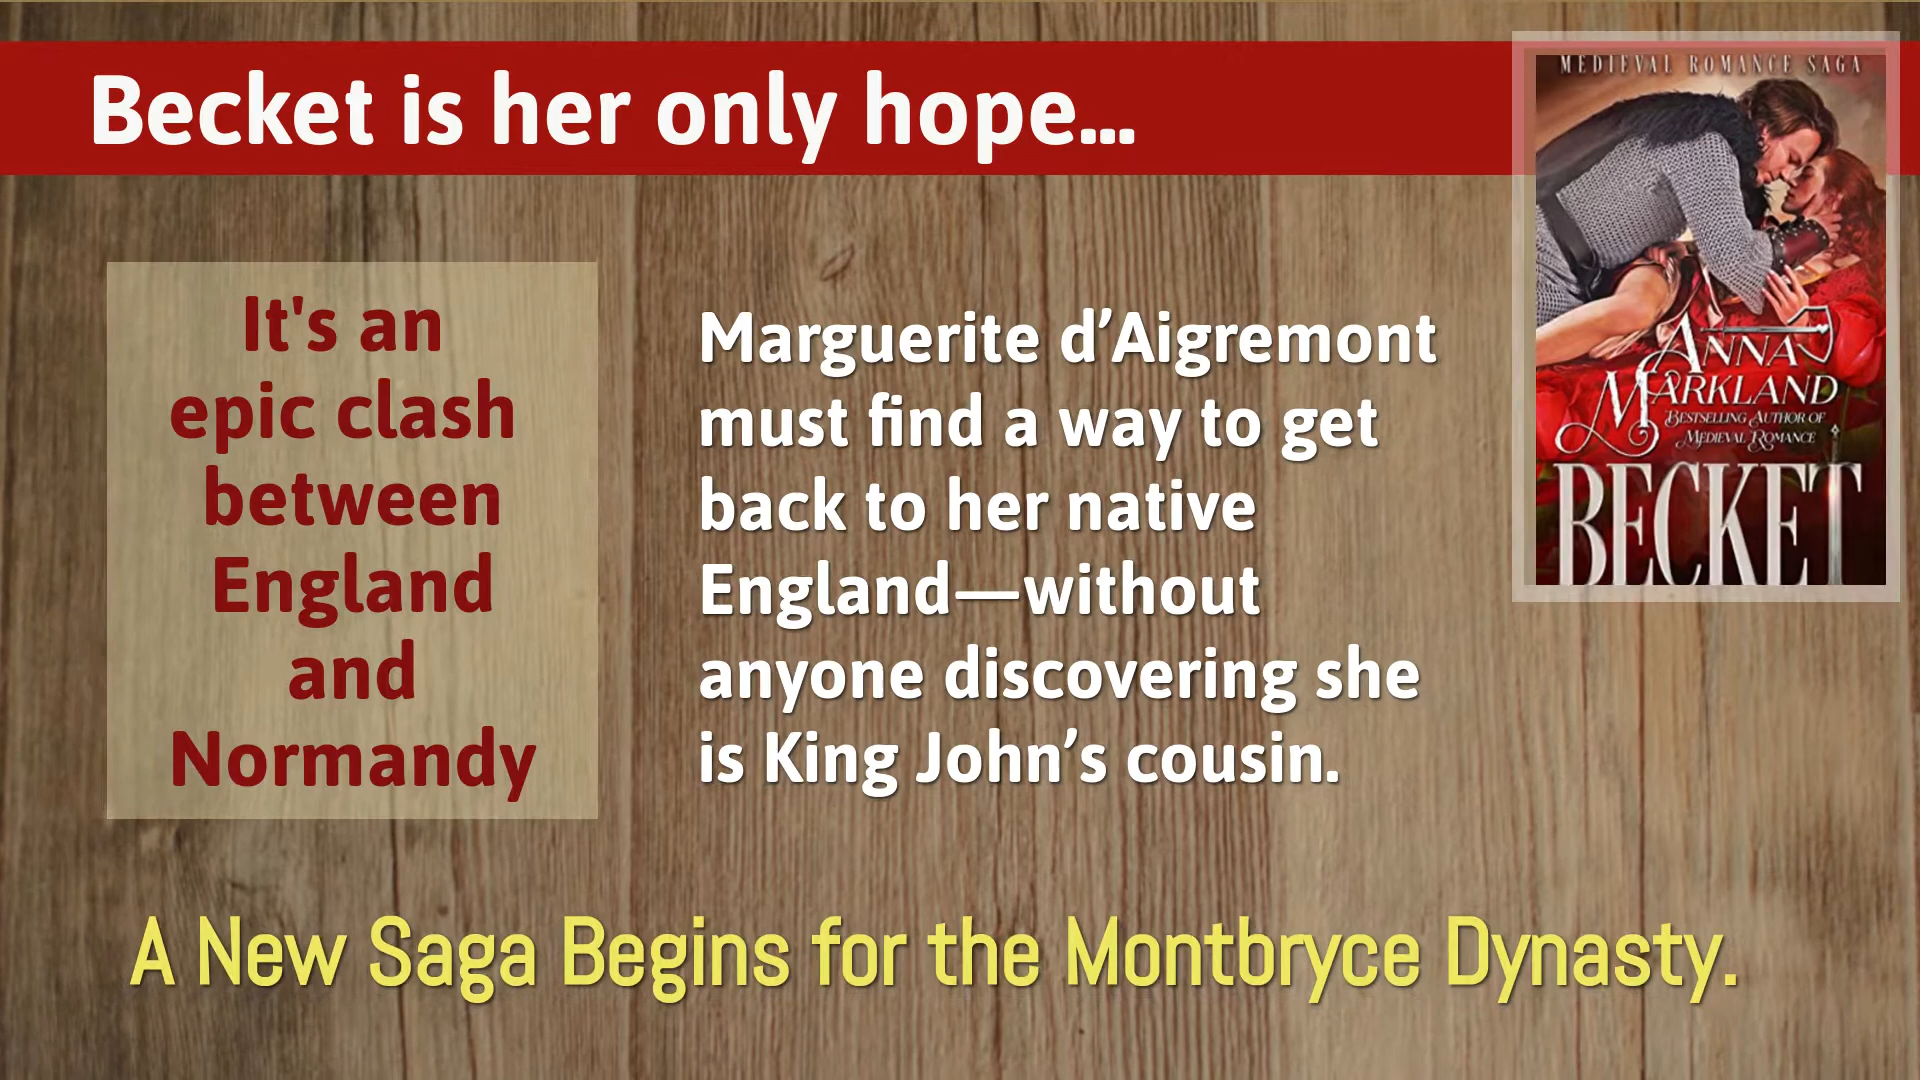 Becket is her only hope...
It's an
epic clash
between
England
and
Normandy
Marguerite d’Aigremont
must find a way to get
back to her native
England—without
anyone discovering she
is King John’s cousin.
MEDIEVAL ROMANCE SAGA
ANNA
MARKLAND
BESTSELLING AUTHOR OF
MEDIEVAL ROMANCE
BECKET
A New Saga Begins for the Montbryce Dynasty.